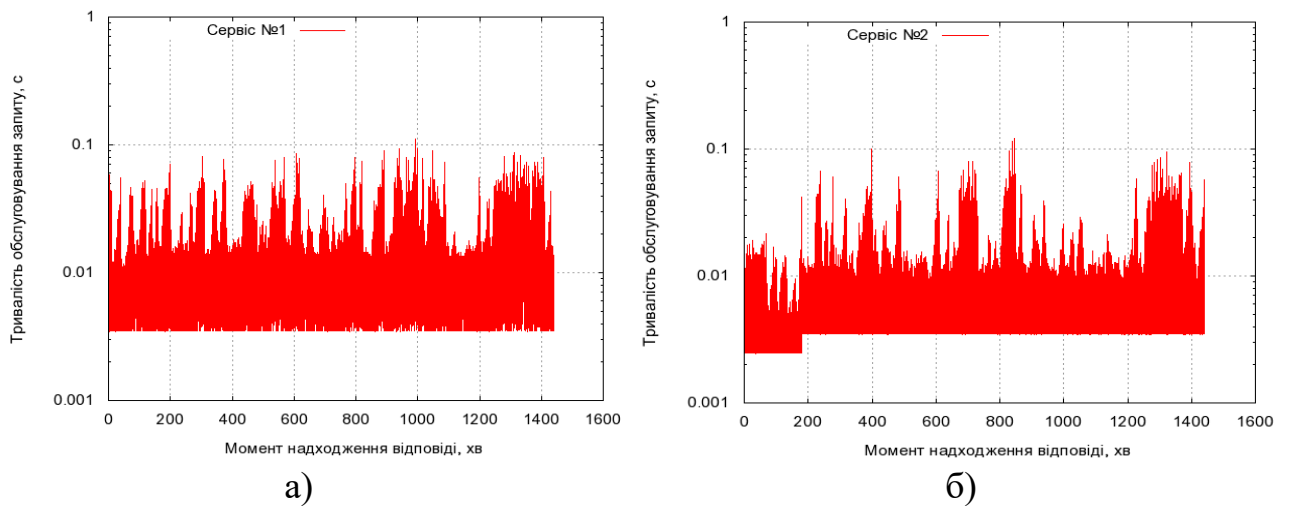 Сервіс №1
1
0.1
0.01
0.001
Тривалість обслуговування запиту, с
0 200 400 600 800 1000 1200 1400 1600
Момент надходження відповіді, хв
а)
Сервіс №2
1
0.1
0.01
0.001
Тривалість обслуговування запиту, с
0 200 400 600 800 1000 1200 1400 1600
Момент надходження відповіді, хв
б)